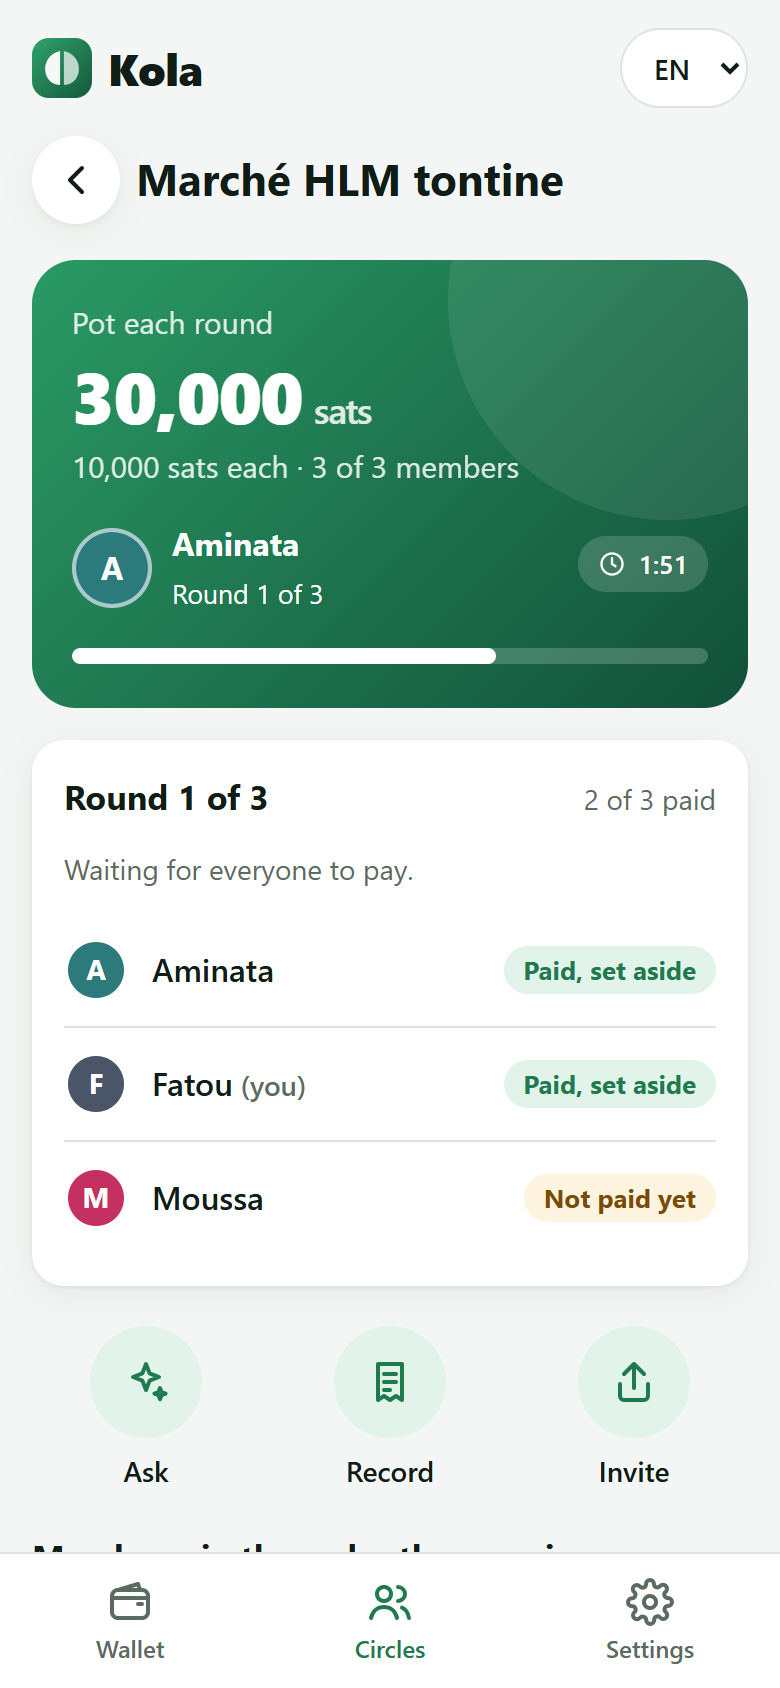 Kola
EN
Marché HLM tontine
Pot each round
30,000 sats
10,000 sats each · 3 of 3 members
A
Aminata
1:51
Round 1 of 3
Round 1 of 3
2 of 3 paid
Waiting for everyone to pay.
A Aminata Paid, set aside
F Fatou (you) Paid, set aside
M Moussa Not paid yet
Ask Record Invite
Wallet Circles Settings